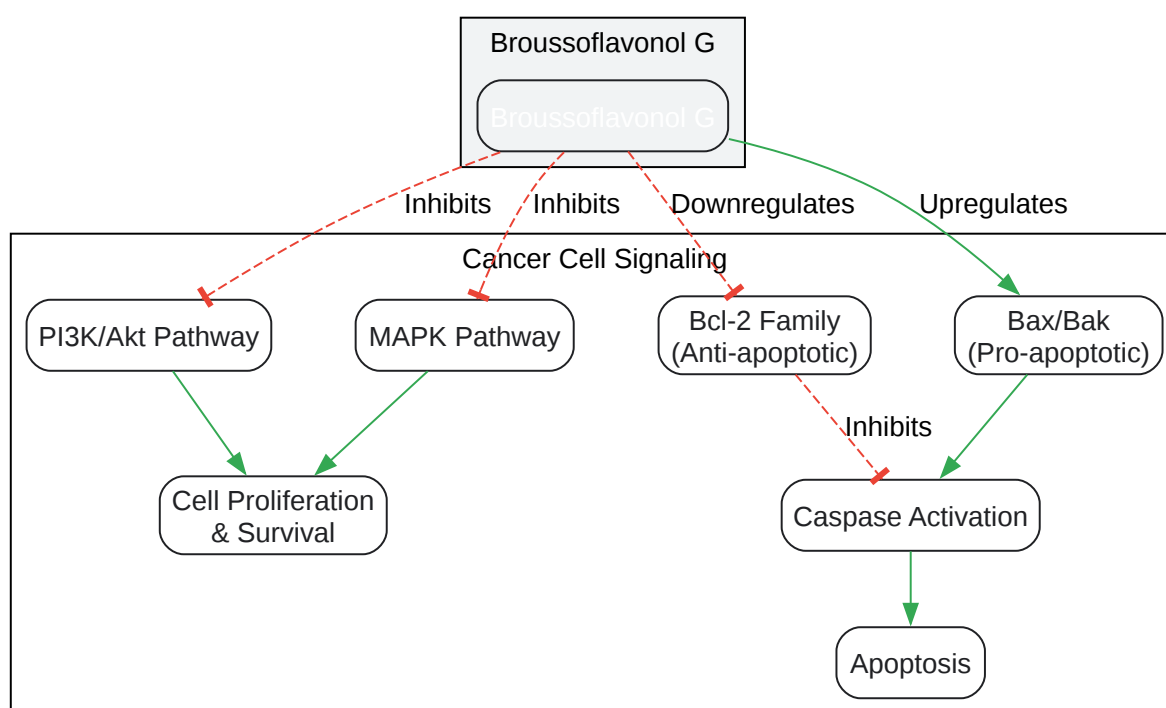 Broussoflavonol G
Broussoflavonol G
Inhibits
Inhibits
Downregulates
Upregulates
Cancer Cell Signaling
PI3K/Akt Pathway
MAPK Pathway
Bcl-2 Family
(Anti-apoptotic)
Bax/Bak
(Pro-apoptotic)
Inhibits
Cell Proliferation
& Survival
Caspase Activation
Apoptosis